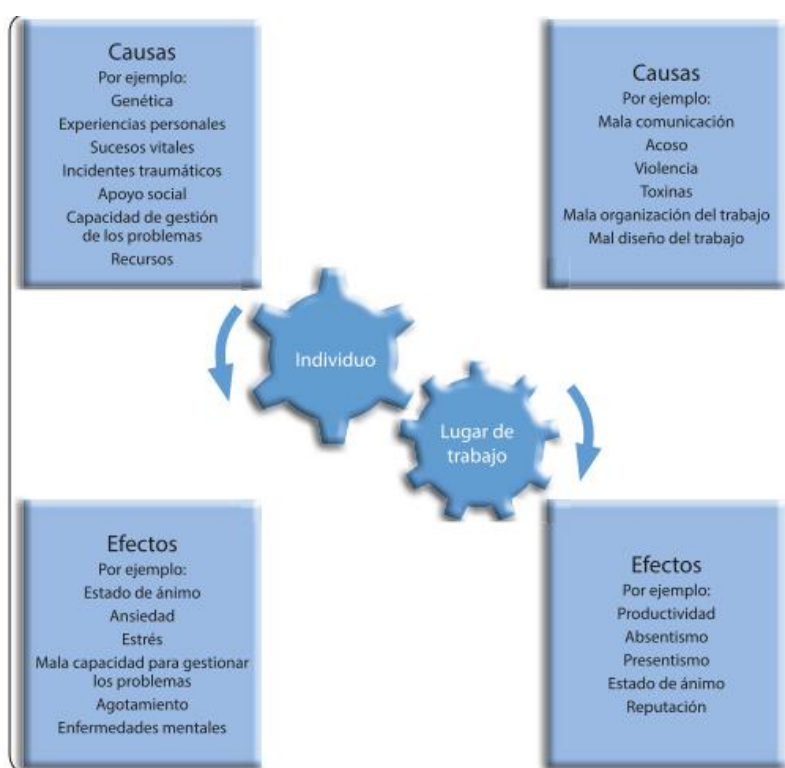 Causas
Por ejemplo:
Genética
Experiencias personales
Sucesos vitales
Incidentes traumáticos
Apoyo social
Capacidad de gestión
de los problemas
Recursos
Causas
Por ejemplo:
Mala comunicación
Acoso
Violencia
Toxinas
Mala organización del trabajo
Mal diseño del trabajo
Individuo
Lugar de
trabajo
Efectos
Por ejemplo:
Estado de ánimo
Ansiedad
Estrés
Mala capacidad para gestionar
los problemas
Agotamiento
Enfermedades mentales
Efectos
Por ejemplo:
Productividad
Absentismo
Presentismo
Estado de ánimo
Reputación